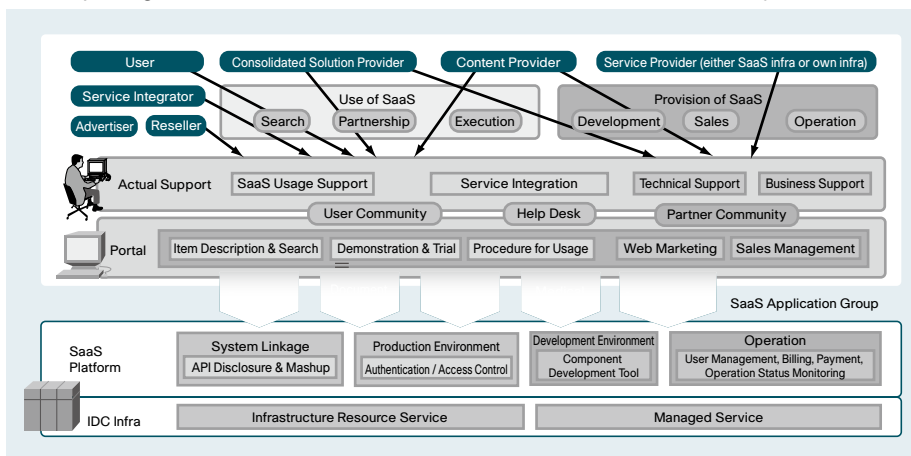 User
Consolidated Solution Provider
Content Provider
Service Provider (either SaaS infra or own infra)
Service Integrator
Use of SaaS
Provision of SaaS
Advertiser
Reseller
Search
Partnership
Execution
Development
Sales
Operation
Actual Support
SaaS Usage Support
Service Integration
Technical Support
Business Support
User Community
Help Desk
Partner Community
Portal
Item Description & Search
Demonstration & Trial
Procedure for Usage
Web Marketing
Sales Management
SaaS Application Group
SaaS
Platform
System Linkage
API Disclosure & Mashup
Production Environment
Authentication / Access Control
Development Environment
Component
Development Tool
Operation
User Management, Billing, Payment,
Operation Status Monitoring
IDC Infra
Infrastructure Resource Service
Managed Service